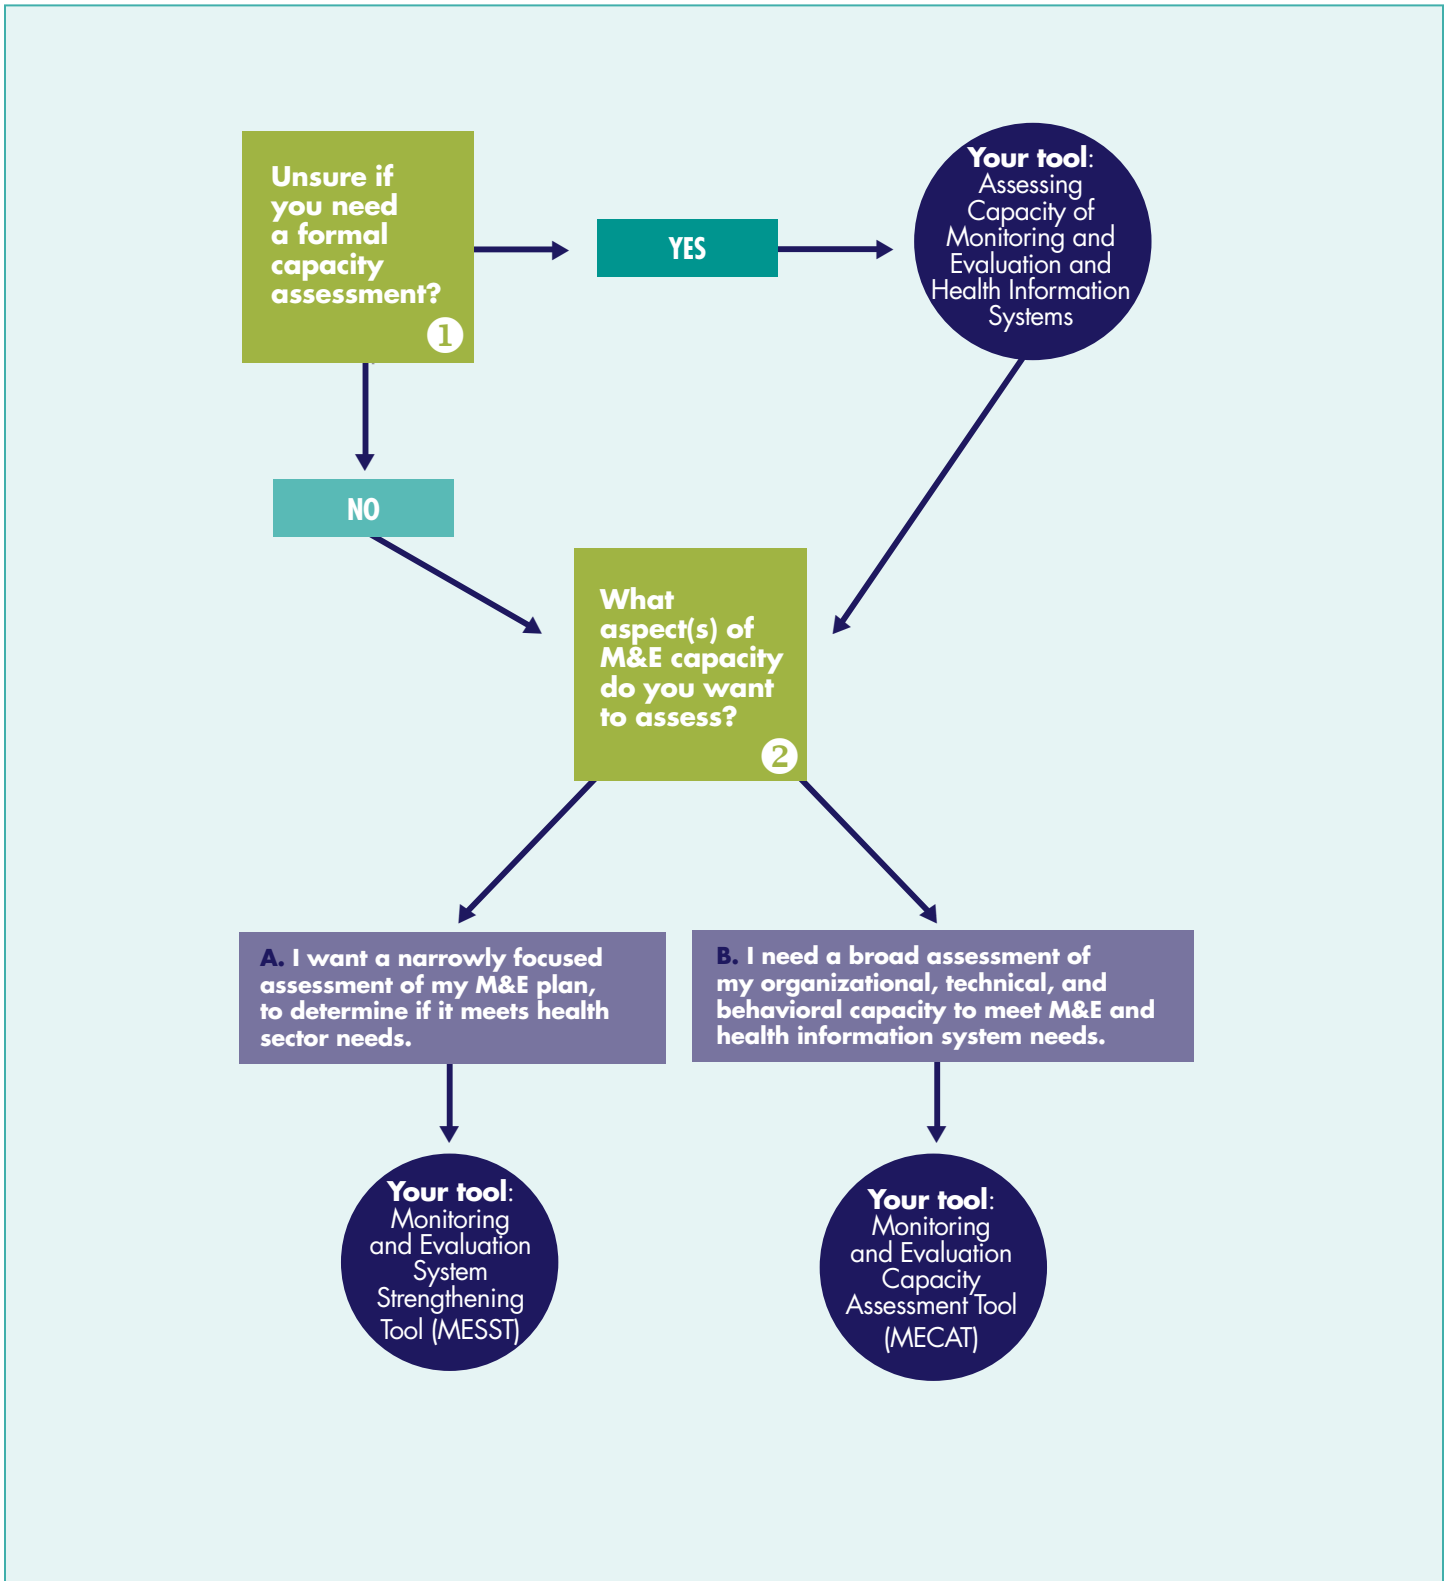 Unsure if
you need
a formal
capacity
assessment?
1
YES
Your tool:
Assessing
Capacity of
Monitoring and
Evaluation and
Health Information
Systems
NO
What
aspect(s) of
M&E capacity
do you want
to assess?
2
A. I want a narrowly focused
assessment of my M&E plan,
to determine if it meets health
sector needs.
B. I need a broad assessment of
my organizational, technical, and
behavioral capacity to meet M&E and
health information system needs.
Your tool:
Monitoring
and Evaluation
System
Strengthening
Tool (MESST)
Your tool:
Monitoring
and Evaluation
Capacity
Assessment Tool
(MECAT)